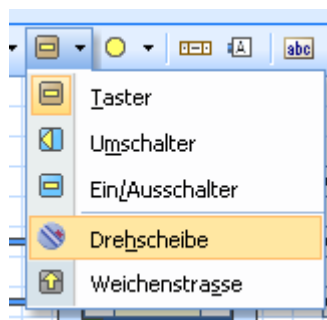 A abc
Taster
Umschalter
Ein/Ausschalter
Drehscheibe
Weichenstrasse